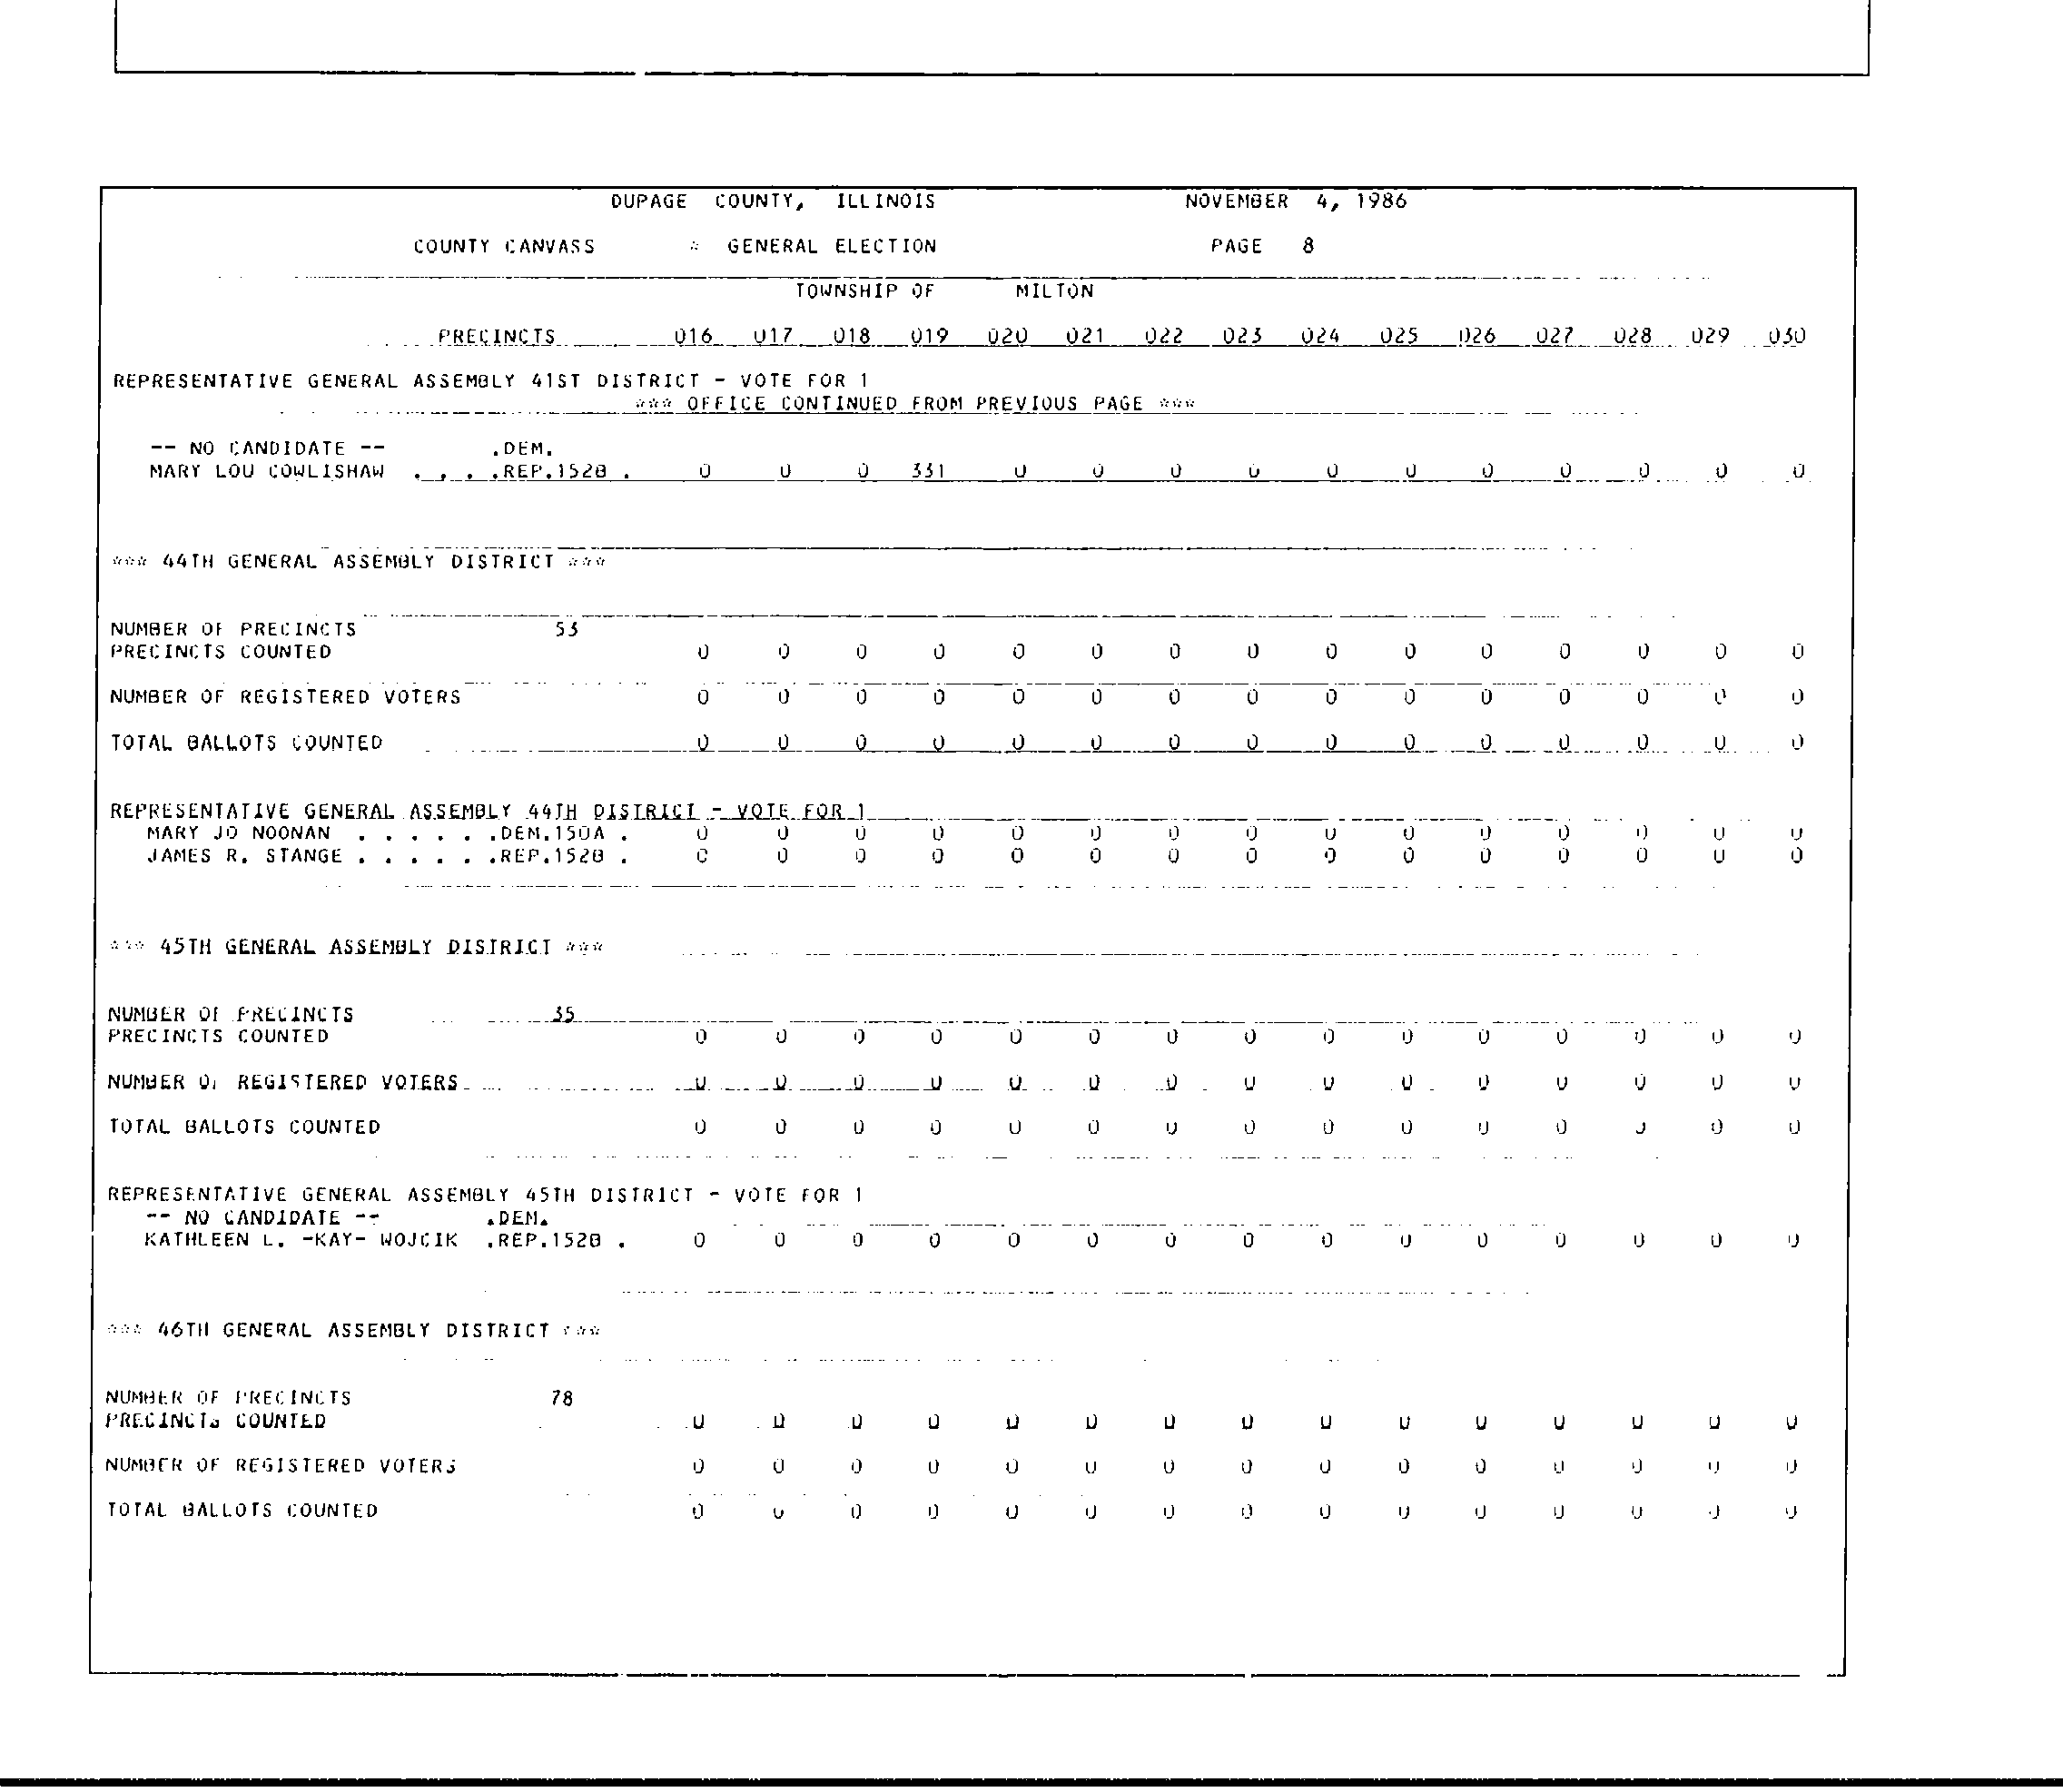 DUPAGE COUNTY, ILLINOIS NOVEMBER 4, 1986
COUNTY CANVASS * GENERAL ELECTION PAGE 8
TOWNSHIP OF MILTON
PRECINCTS 016 017 018 019 020 021 022 023 024 025 026 027 028 029 030
REPRESENTATIVE GENERAL ASSEMBLY 41ST DISTRICT - VOTE FOR 1
*** OFFICE CONTINUED FROM PREVIOUS PAGE ***
-- NO CANDIDATE -- .DEM.
MARY LOU COWLISHAW . . . .REP.152B . 0 0 0 331 0 0 0 0 0 0 0 0 0 0 0
*** 44TH GENERAL ASSEMBLY DISTRICT ***
NUMBER OF PRECINCTS 53
PRECINCTS COUNTED 0 0 0 0 0 0 0 0 0 0 0 0 0 0 0
NUMBER OF REGISTERED VOTERS 0 0 0 0 0 0 0 0 0 0 0 0 0 0 0
TOTAL BALLOTS COUNTED 0 0 0 0 0 0 0 0 0 0 0 0 0 0 0
REPRESENTATIVE GENERAL ASSEMBLY 44TH DISTRICT - VOTE FOR 1
MARY JO NOONAN . . . . . .DEM.150A . 0 0 0 0 0 0 0 0 0 0 0 0 0 0 0
JAMES R. STANGE . . . . . .REP.152B . 0 0 0 0 0 0 0 0 0 0 0 0 0 0 0
*** 45TH GENERAL ASSEMBLY DISTRICT ***
NUMBER OF PRECINCTS 35
PRECINCTS COUNTED 0 0 0 0 0 0 0 0 0 0 0 0 0 0 0
NUMBER OF REGISTERED VOTERS 0 0 0 0 0 0 0 0 0 0 0 0 0 0 0
TOTAL BALLOTS COUNTED 0 0 0 0 0 0 0 0 0 0 0 0 0 0 0
REPRESENTATIVE GENERAL ASSEMBLY 45TH DISTRICT - VOTE FOR 1
-- NO CANDIDATE -- .DEM.
KATHLEEN L. -KAY- WOJCIK .REP.152B . 0 0 0 0 0 0 0 0 0 0 0 0 0 0 0
*** 46TH GENERAL ASSEMBLY DISTRICT ***
NUMBER OF PRECINCTS 78
PRECINCTS COUNTED 0 0 0 0 0 0 0 0 0 0 0 0 0 0 0
NUMBER OF REGISTERED VOTERS 0 0 0 0 0 0 0 0 0 0 0 0 0 0 0
TOTAL BALLOTS COUNTED 0 0 0 0 0 0 0 0 0 0 0 0 0 0 0